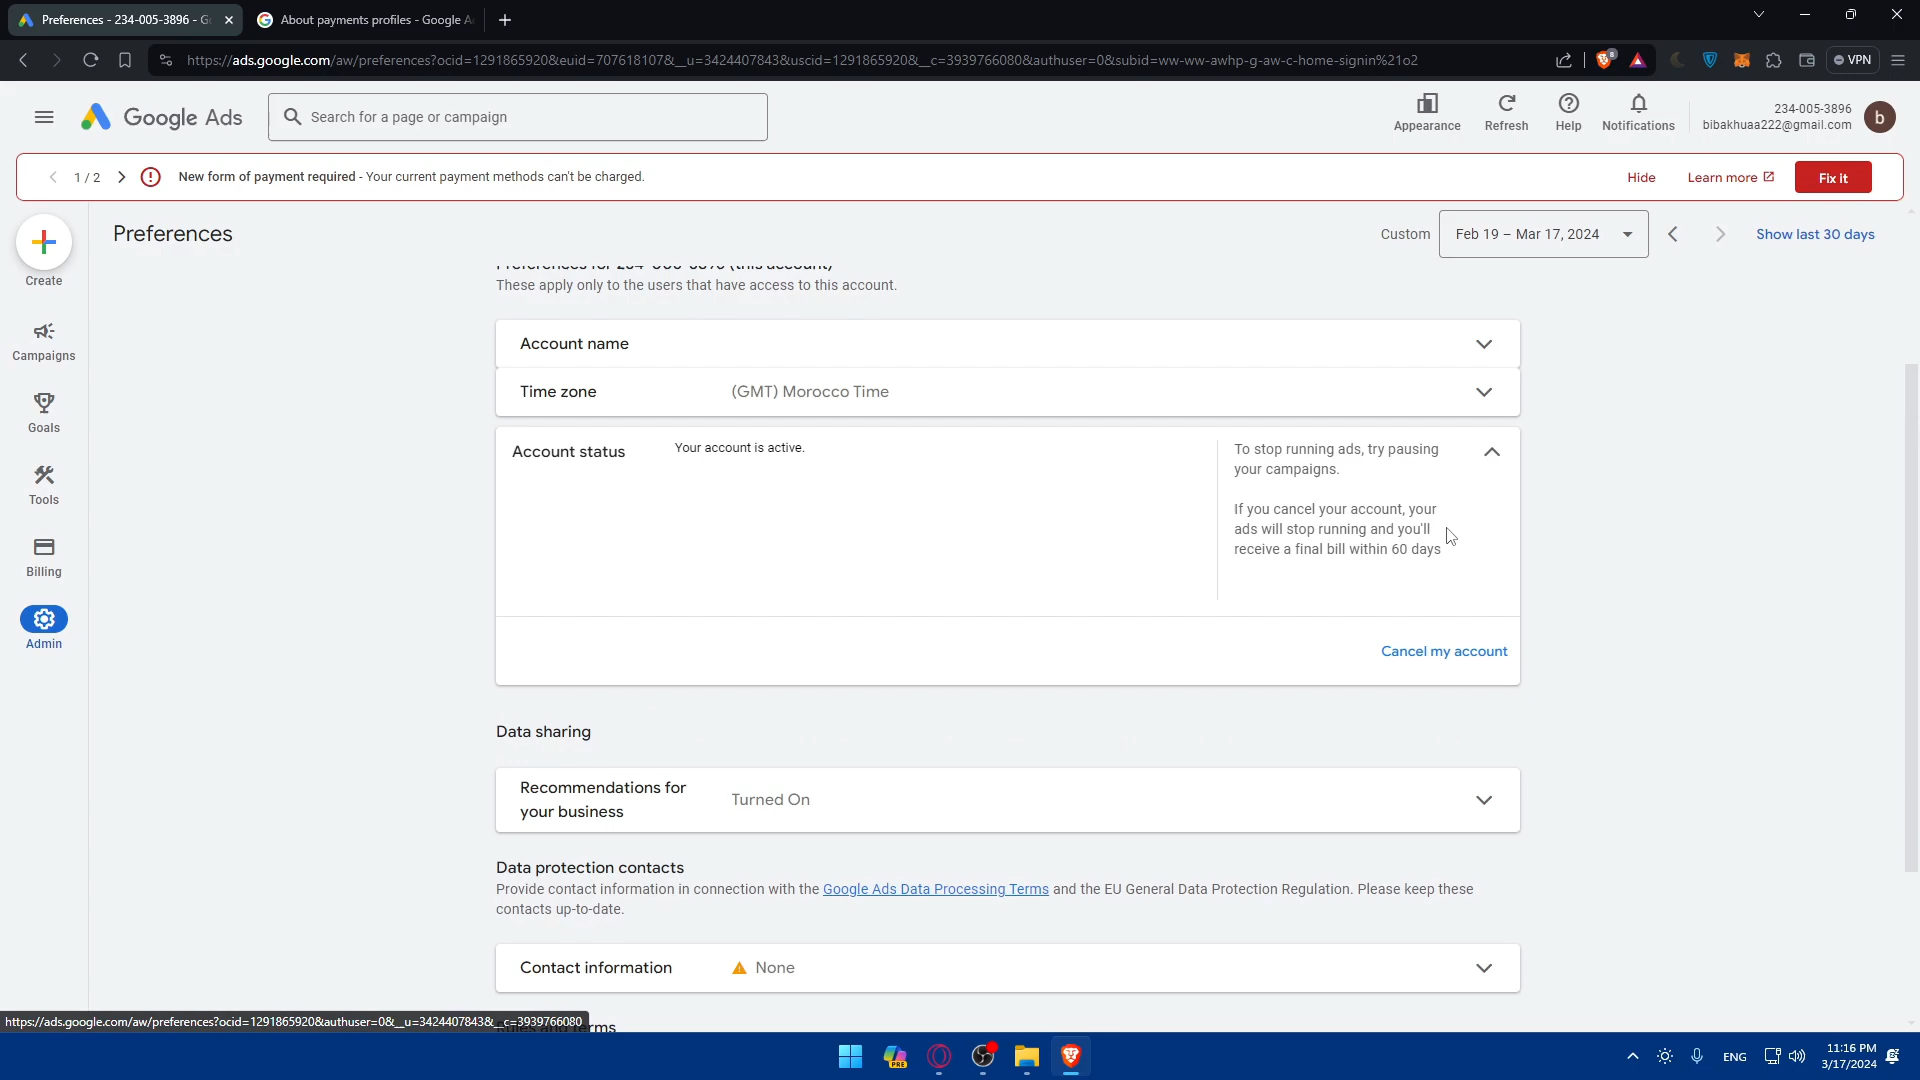 Preferences - 234-005-3896 - G
About payments profiles - Google A
https://ads.google.com/aw/preferences?ocid=1291865920&euid=707618107&__u=3424407843&uscid=1291865920&__c=3939766080&authuser=0&subid=ww-ww-awhp-g-aw-c-home-signin%21o2
8
VPN
Google Ads
Search for a page or campaign
Appearance
Refresh
Help
Notifications
234-005-3896
bibakhuaa222@gmail.com
b
1 / 2
New form of payment required - Your current payment methods can't be charged.
Hide
Learn more
Fix it
Preferences
Custom
Feb 19 – Mar 17, 2024
Show last 30 days
Create
Campaigns
Goals
Tools
Billing
Admin
Preferences for 234-005-3896 (this account)
These apply only to the users that have access to this account.
Account name
Time zone
(GMT) Morocco Time
Account status
Your account is active.
To stop running ads, try pausing
your campaigns.
If you cancel your account, your
ads will stop running and you'll
receive a final bill within 60 days
Cancel my account
Data sharing
Recommendations for
your business
Turned On
Data protection contacts
Provide contact information in connection with the Google Ads Data Processing Terms and the EU General Data Protection Regulation. Please keep these
contacts up-to-date.
Contact information
None
https://ads.google.com/aw/preferences?ocid=1291865920&authuser=0&__u=3424407843&__c=3939766080
PRE
ENG
11:16 PM
3/17/2024